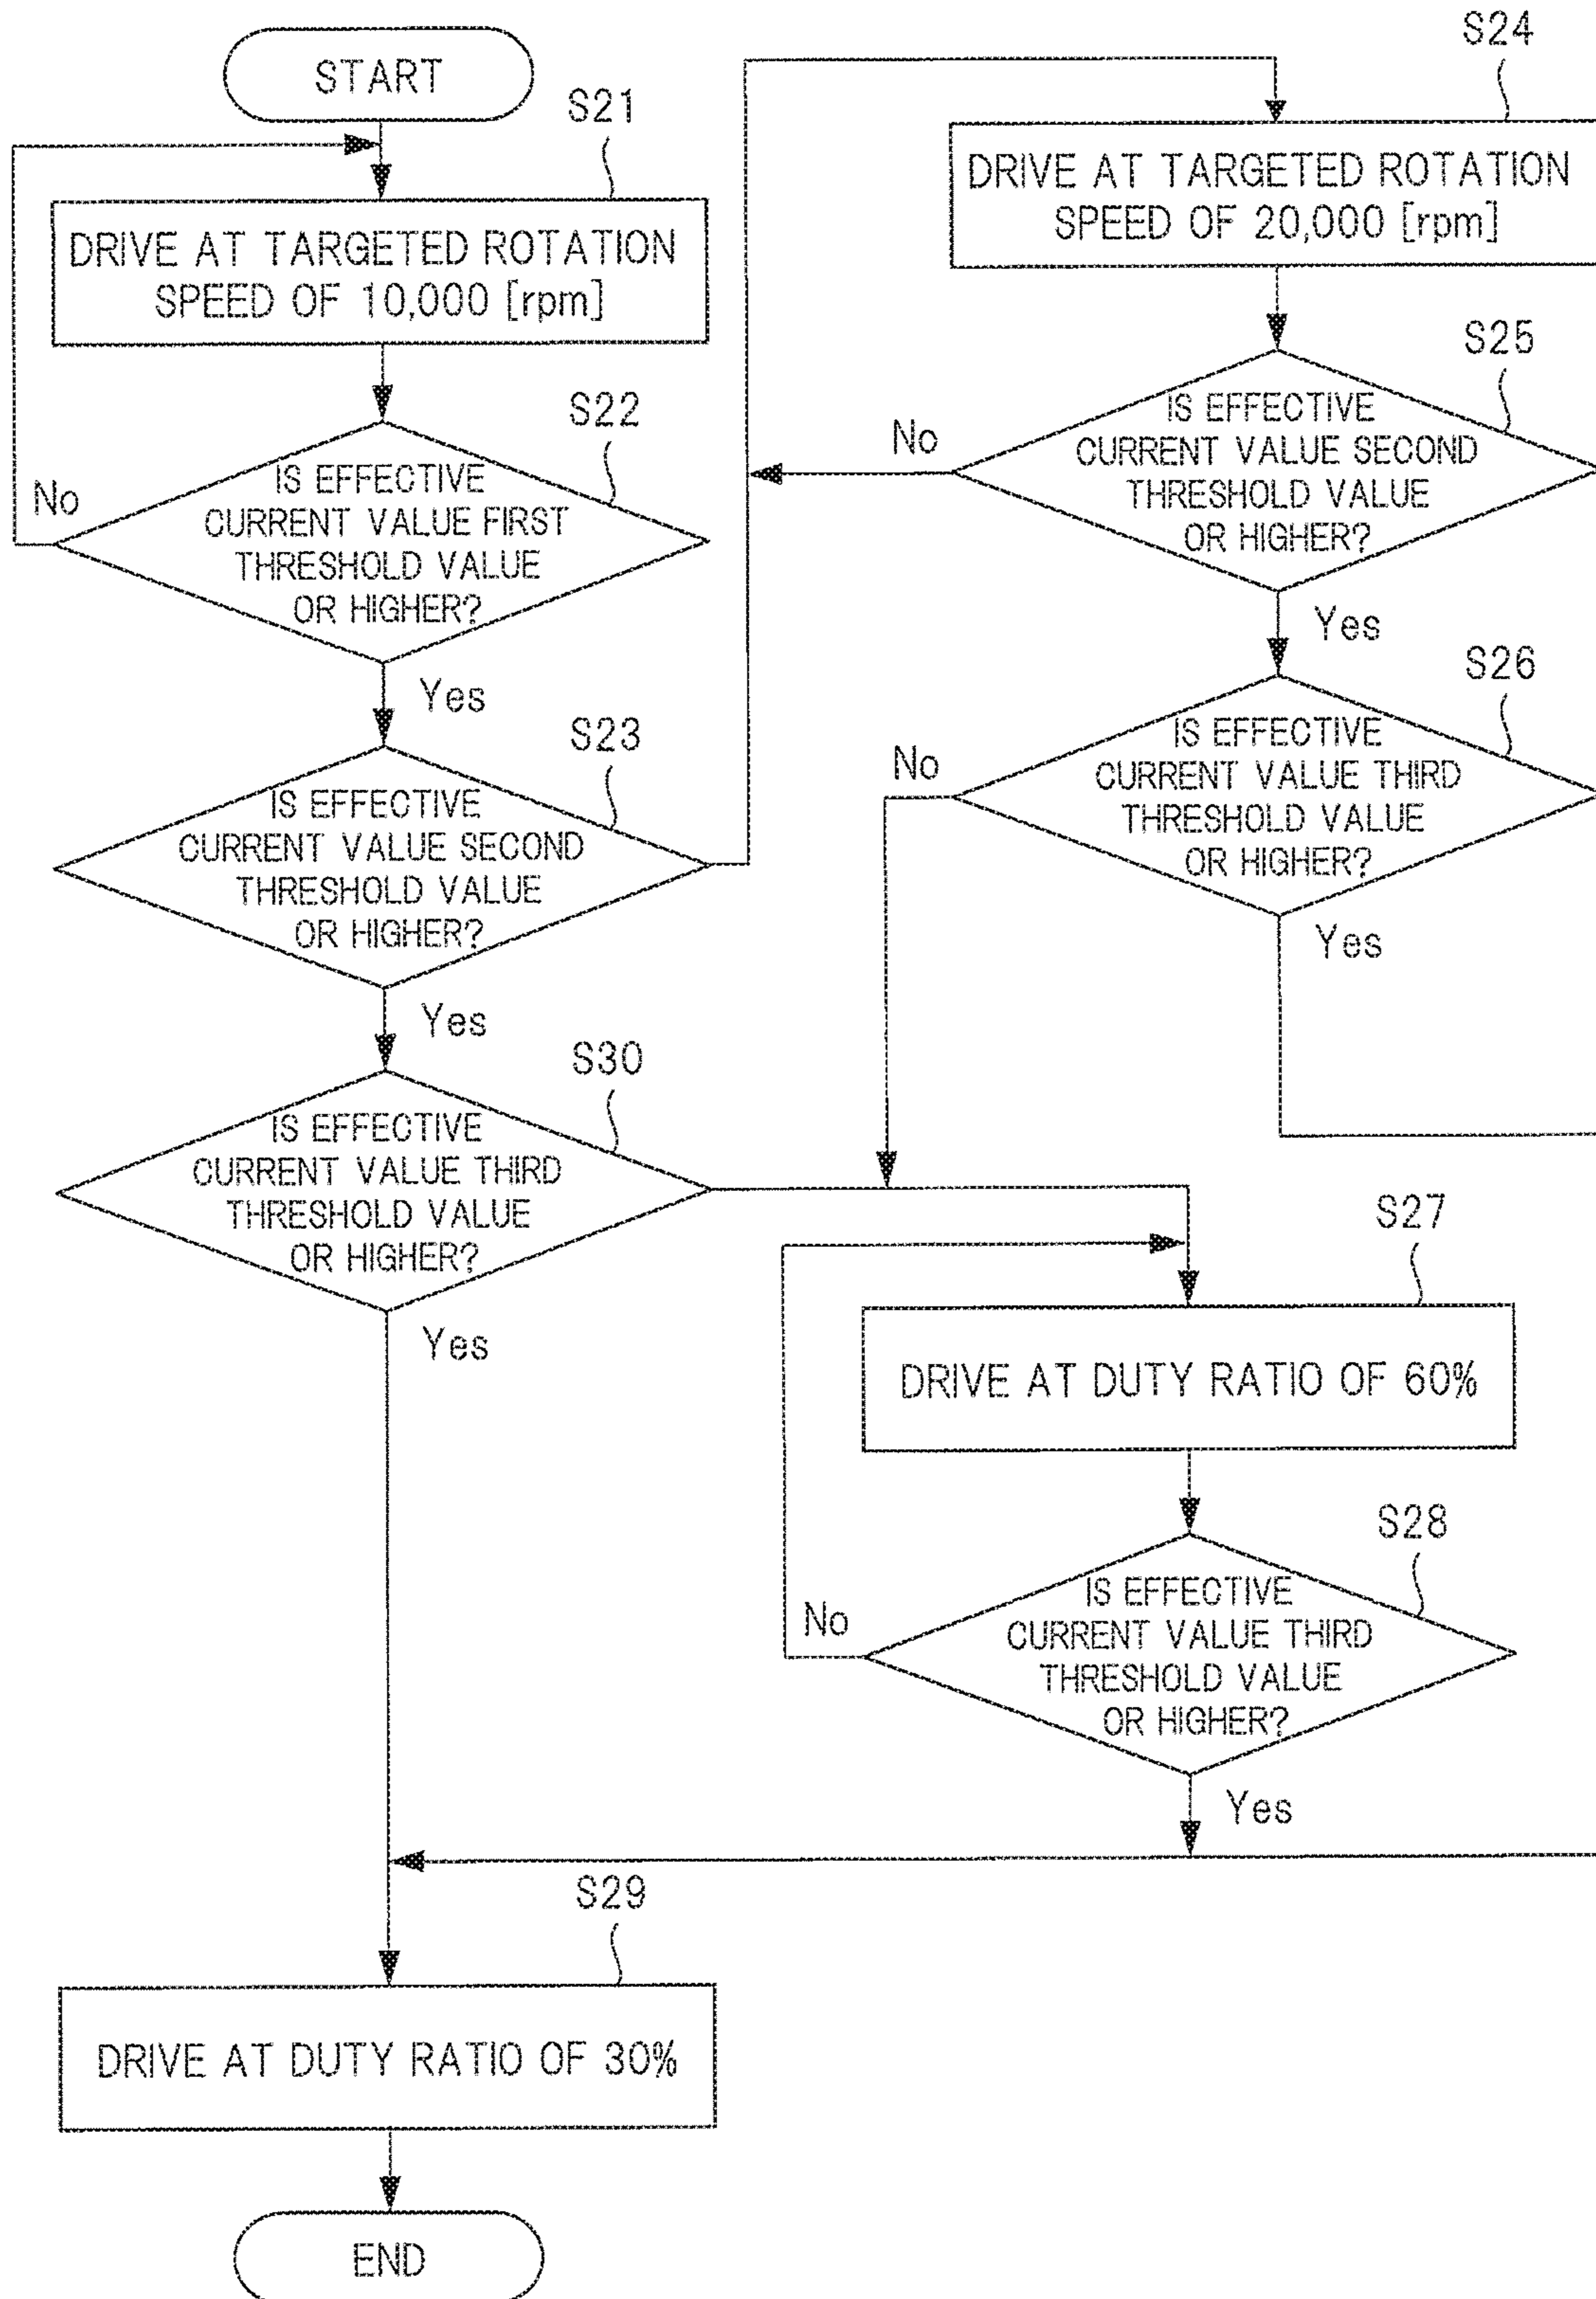 START
S21
DRIVE AT TARGETED ROTATION
SPEED OF 10,000 [rpm]
S22
No
IS EFFECTIVE
CURRENT VALUE FIRST
THRESHOLD VALUE
OR HIGHER?
Yes
S23
IS EFFECTIVE
CURRENT VALUE SECOND
THRESHOLD VALUE
OR HIGHER?
Yes
S30
IS EFFECTIVE
CURRENT VALUE THIRD
THRESHOLD VALUE
OR HIGHER?
Yes
S24
DRIVE AT TARGETED ROTATION
SPEED OF 20,000 [rpm]
S25
No
IS EFFECTIVE
CURRENT VALUE SECOND
THRESHOLD VALUE
OR HIGHER?
Yes
S26
No
IS EFFECTIVE
CURRENT VALUE THIRD
THRESHOLD VALUE
OR HIGHER?
Yes
S27
DRIVE AT DUTY RATIO OF 60%
S28
No
IS EFFECTIVE
CURRENT VALUE THIRD
THRESHOLD VALUE
OR HIGHER?
Yes
S29
DRIVE AT DUTY RATIO OF 30%
END